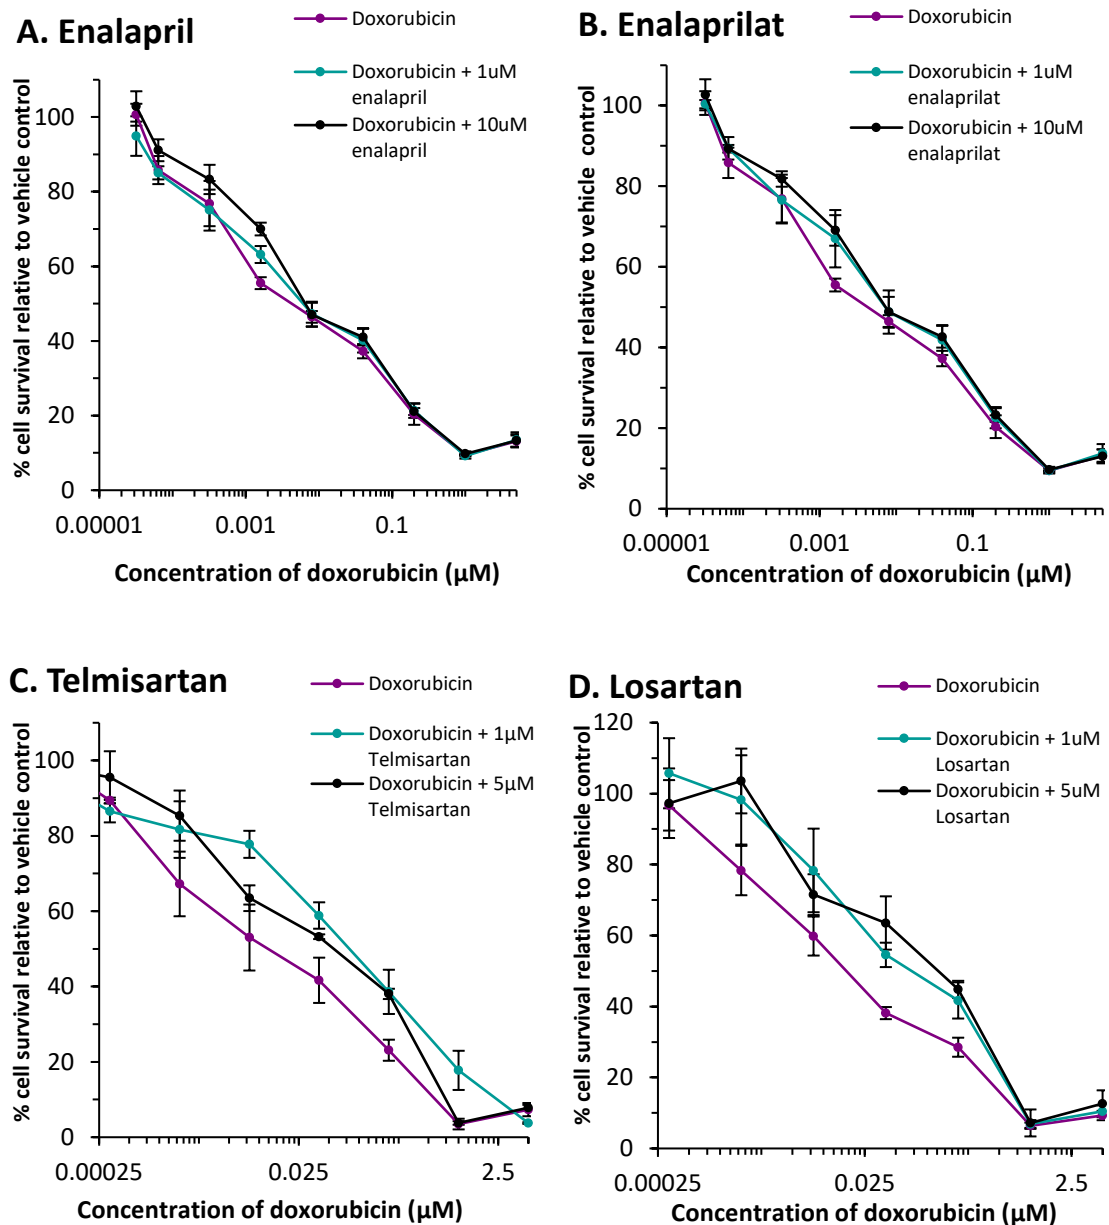 A. Enalapril
Doxorubicin
Doxorubicin + 1uM
enalapril
Doxorubicin + 10uM
enalapril
% cell survival relative to vehicle control
100
80
60
40
20
0
0.00001
0.001
0.1
Concentration of doxorubicin (µM)
B. Enalaprilat
Doxorubicin
Doxorubicin + 1uM
enalaprilat
Doxorubicin + 10uM
enalaprilat
% cell survival relative to vehicle control
100
80
60
40
20
0
0.00001
0.001
0.1
Concentration of doxorubicin (µM)
C. Telmisartan
Doxorubicin
Doxorubicin + 1µM
Telmisartan
Doxorubicin + 5µM
Telmisartan
% cell survival relative to vehicle control
100
80
60
40
20
0
0.00025
0.025
2.5
Concentration of doxorubicin (µM)
D. Losartan
Doxorubicin
Doxorubicin + 1uM
Losartan
Doxorubicin + 5uM
Losartan
% cell survival relative to vehicle control
120
100
80
60
40
20
0
0.00025
0.025
2.5
Concentration of doxorubicin (µM)